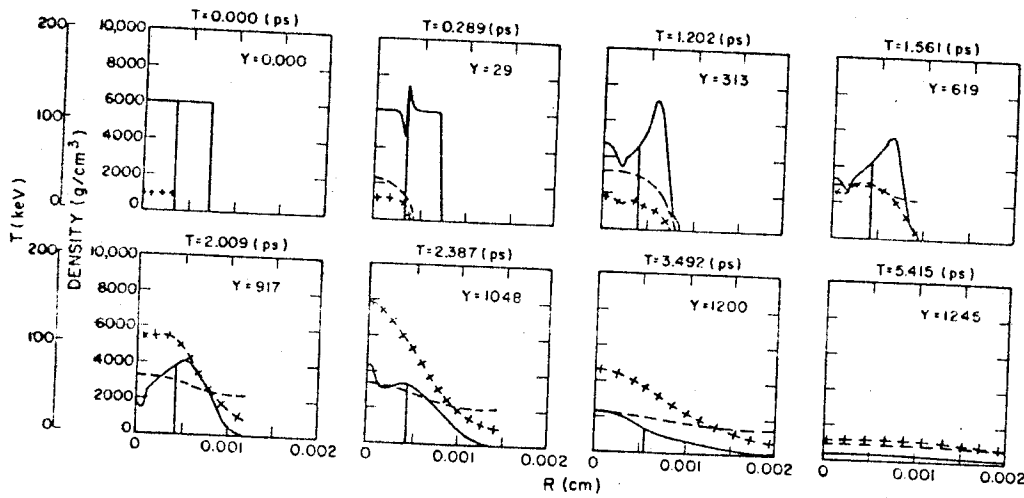 T=0.000 (ps)
T=0.289 (ps)
T=1.202 (ps)
T=1.561 (ps)
200
10,000
8000
6000
4000
2000
0
100
0
Y=0.000
Y=29
Y=313
Y=619
T (keV)
DENSITY (g/cm³)
T=2.009 (ps)
T=2.387 (ps)
T=3.492 (ps)
T=5.415 (ps)
200
10,000
8000
6000
4000
2000
0
100
0
Y=917
Y=1048
Y=1200
Y=1245
0 0.001 0.002
0 0.001 0.002
0 0.001 0.002
0 0.001 0.002
R (cm)